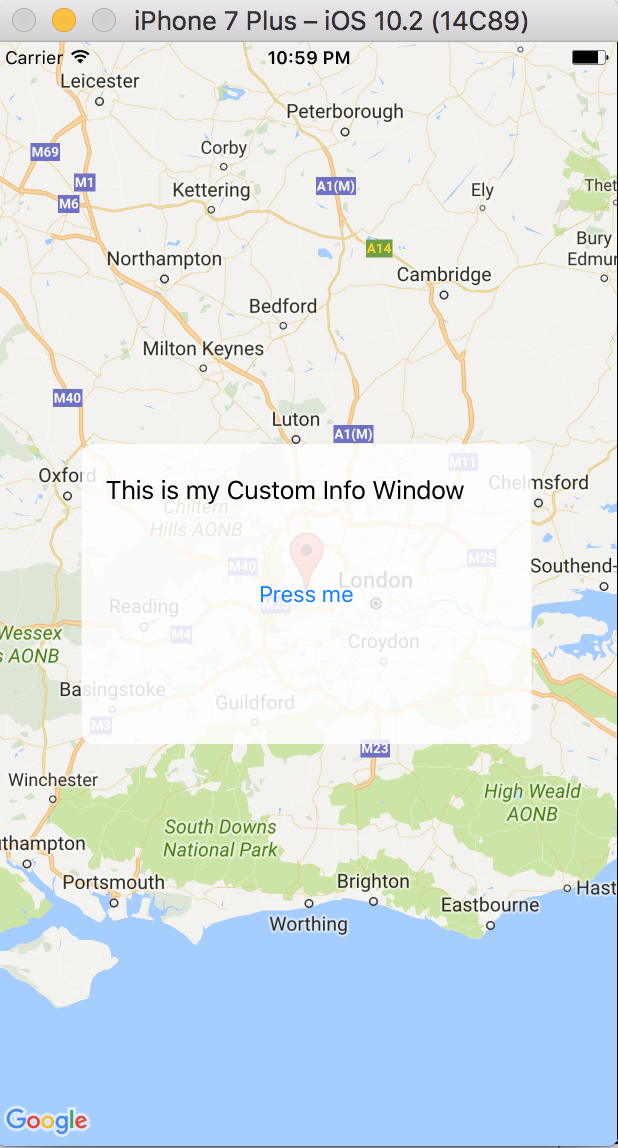 iPhone 7 Plus – iOS 10.2 (14C89)
Carrier 10:59 PM
Leicester
Peterborough
Corby
M69
M1
Kettering
A1(M)
Ely
Thet
M6
Bury
Edmur
A14
Northampton
Cambridge
Bedford
Milton Keynes
M40
Luton
A1(M)
M11
Oxford
Chelmsford
This is my Custom Info Window
Chiltern
Hills AONB
M40
M25
Southend-
London
Press me
M25
Reading
M4
Wessex
s AONB
Croydon
Basingstoke
Guildford
M3
M23
Winchester
High Weald
AONB
South Downs
National Park
uthampton
Portsmouth
Brighton
Hast
Eastbourne
Worthing
Google